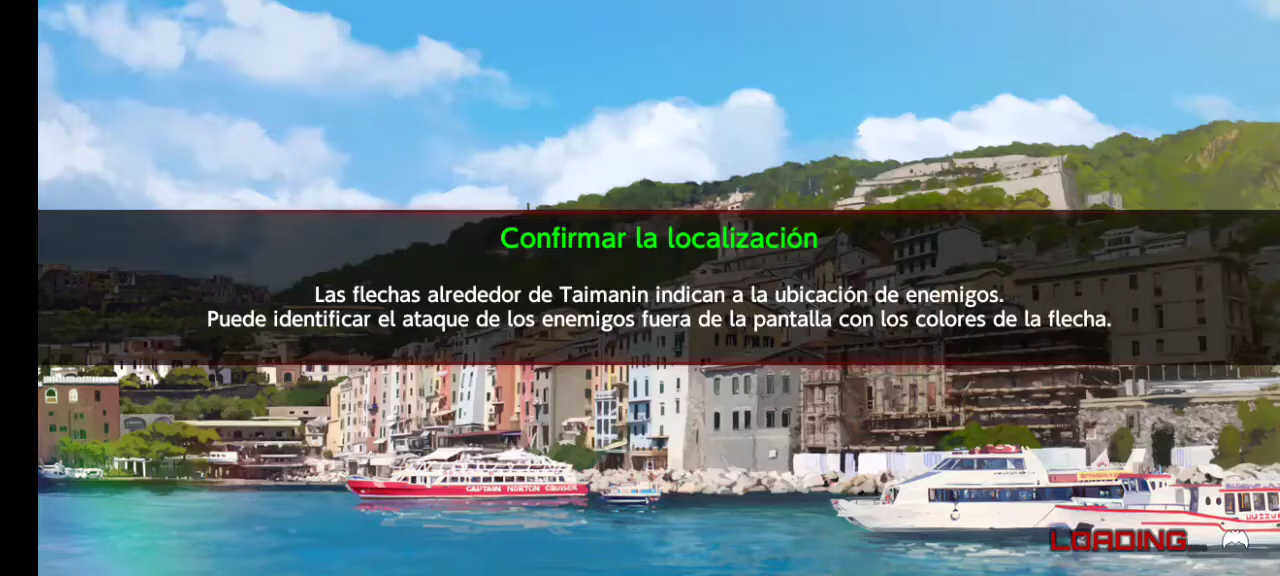 Confirmar la localización
Las flechas alrededor de Taimanin indican a la ubicación de enemigos.
Puede identificar el ataque de los enemigos fuera de la pantalla con los colores de la flecha.
CAPTAIN NORTON CRUISER
LOADING...